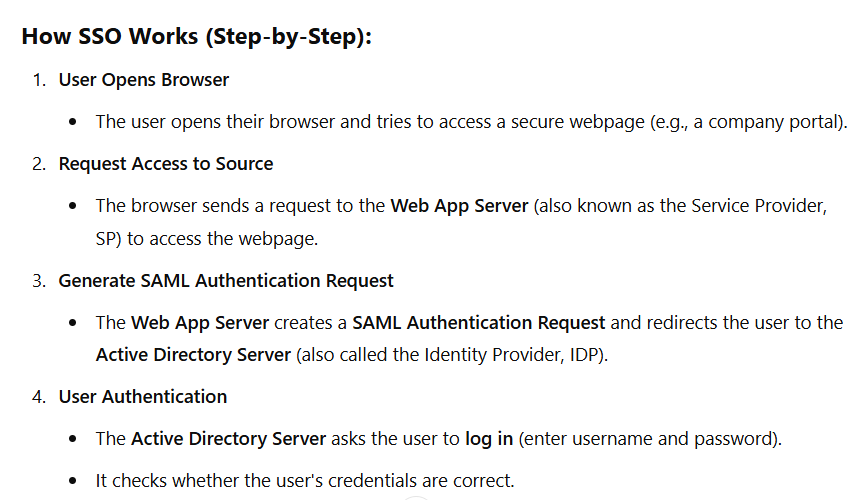 How SSO Works (Step-by-Step):
1. User Opens Browser
• The user opens their browser and tries to access a secure webpage (e.g., a company portal).
2. Request Access to Source
• The browser sends a request to the Web App Server (also known as the Service Provider,
SP) to access the webpage.
3. Generate SAML Authentication Request
• The Web App Server creates a SAML Authentication Request and redirects the user to the
Active Directory Server (also called the Identity Provider, IDP).
4. User Authentication
• The Active Directory Server asks the user to log in (enter username and password).
• It checks whether the user's credentials are correct.